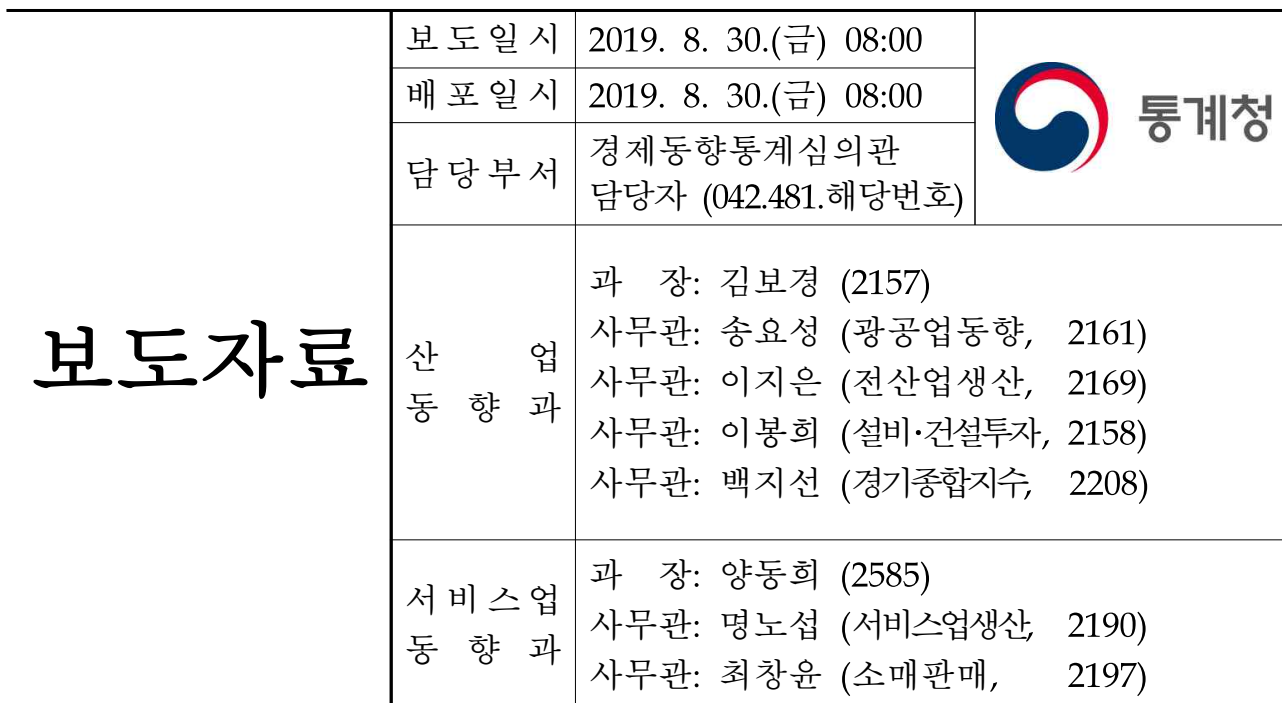 보도자료
보도일시 2019. 8. 30.(금) 08:00
배포일시 2019. 8. 30.(금) 08:00
담당부서 경제동향통계심의관
담당자 (042.481.해당번호)
통계청
산 업
동 향 과
과 장: 김보경 (2157)
사무관: 송요성 (광공업동향, 2161)
사무관: 이지은 (전산업생산, 2169)
사무관: 이봉희 (설비·건설투자, 2158)
사무관: 백지선 (경기종합지수, 2208)
서비스업
동 향 과
과 장: 양동희 (2585)
사무관: 명노섭 (서비스업생산, 2190)
사무관: 최창윤 (소매판매, 2197)